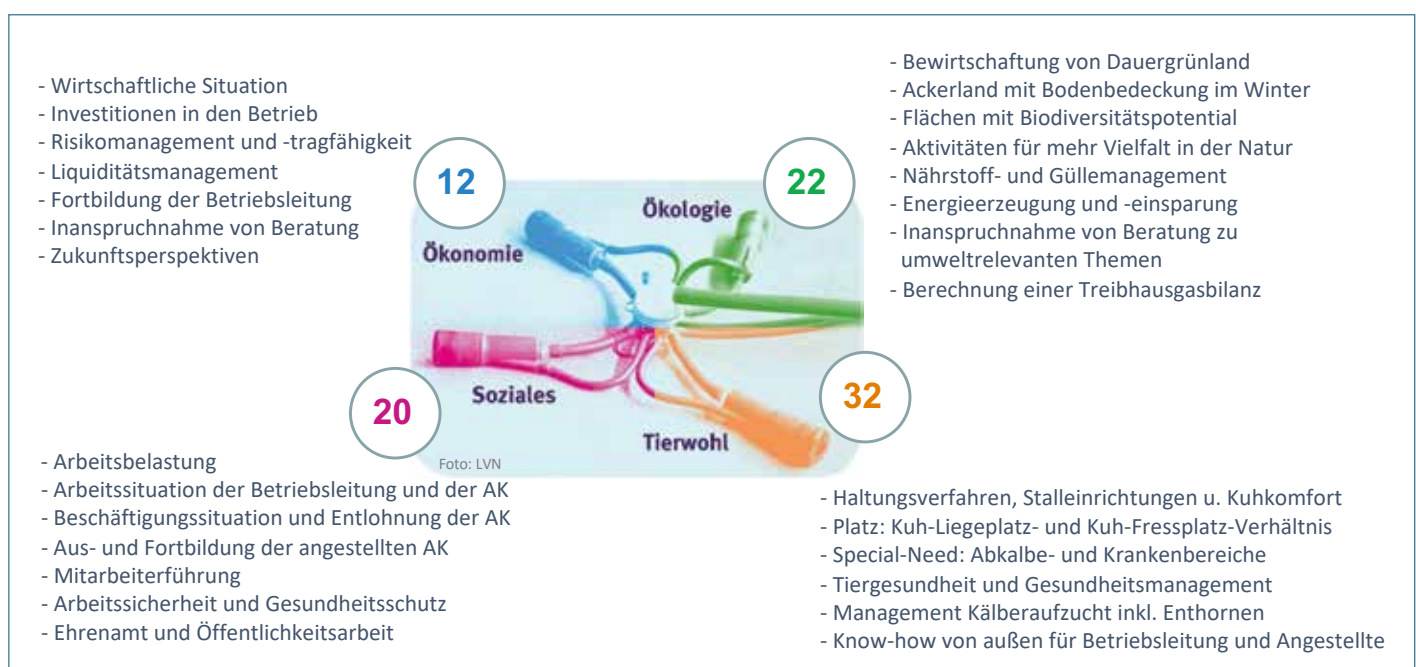 - Wirtschaftliche Situation
- Investitionen in den Betrieb
- Risikomanagement und -tragfähigkeit
- Liquiditätsmanagement
- Fortbildung der Betriebsleitung
- Inanspruchnahme von Beratung
- Zukunftsperspektiven
12
Ökonomie
- Bewirtschaftung von Dauergrünland
- Ackerland mit Bodenbedeckung im Winter
- Flächen mit Biodiversitätspotential
- Aktivitäten für mehr Vielfalt in der Natur
- Nährstoff- und Güllemanagement
- Energieerzeugung und -einsparung
- Inanspruchnahme von Beratung zu
umweltrelevanten Themen
- Berechnung einer Treibhausgasbilanz
22
Ökologie
20
Soziales
Foto: LVN
- Arbeitsbelastung
- Arbeitssituation der Betriebsleitung und der AK
- Beschäftigungssituation und Entlohnung der AK
- Aus- und Fortbildung der angestellten AK
- Mitarbeiterführung
- Arbeitssicherheit und Gesundheitsschutz
- Ehrenamt und Öffentlichkeitsarbeit
32
Tierwohl
- Haltungsverfahren, Stalleinrichtungen u. Kuhkomfort
- Platz: Kuh-Liegeplatz- und Kuh-Fressplatz-Verhältnis
- Special-Need: Abkalbe- und Krankenbereiche
- Tiergesundheit und Gesundheitsmanagement
- Management Kälberaufzucht inkl. Enthornen
- Know-how von außen für Betriebsleitung und Angestellte